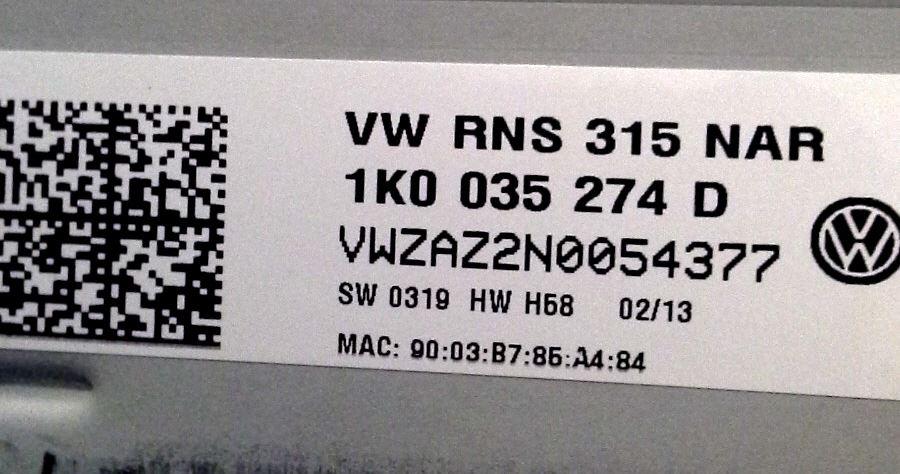 VW RNS 315 NAR
1K0 035 274 D
VWZAZ2N0054377
SW 0319 HW H58 02/13
MAC: 90:03:B7:85:A4:84